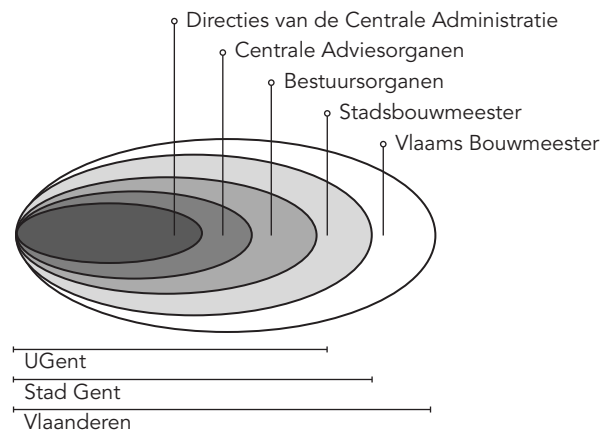 Directies van de Centrale Administratie
Centrale Adviesorganen
Bestuursorganen
Stadsbouwmeester
Vlaams Bouwmeester
UGent
Stad Gent
Vlaanderen